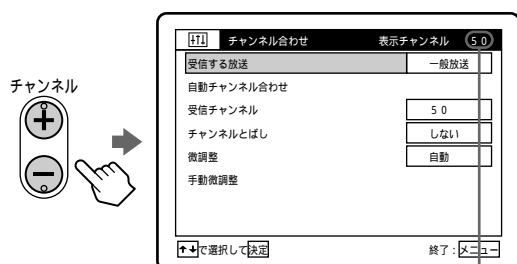 チャンネル
チャンネル合わせ 表示チャンネル 50
受信する放送 一般放送
自動チャンネル合わせ
受信チャンネル 50
チャンネルとばし しない
微調整 自動
手動微調整
↑↓で選択して決定 終了：メニュー